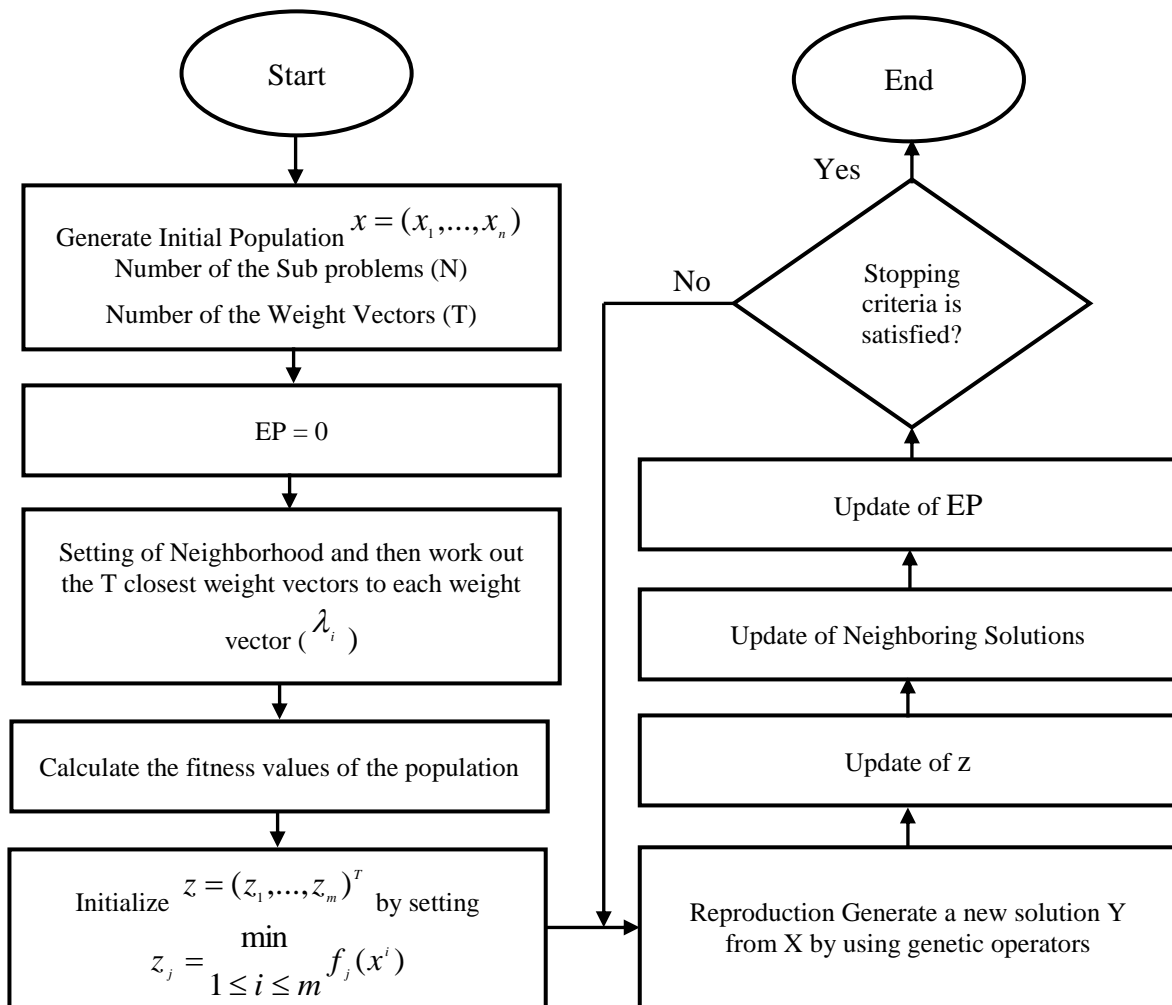 Start
Generate Initial Population x = (x₁,...,xₙ)
Number of the Sub problems (N)
Number of the Weight Vectors (T)
EP = 0
Setting of Neighborhood and then work out
the T closest weight vectors to each weight
vector ( λᵢ )
Calculate the fitness values of the population
Initialize z = (z₁,...,zₘ)ᵀ by setting
min
zⱼ = fⱼ(xⁱ)
1 ≤ i ≤ m
Reproduction Generate a new solution Y
from X by using genetic operators
Update of z
Update of Neighboring Solutions
Update of EP
Stopping
criteria is
satisfied?
No
Yes
End